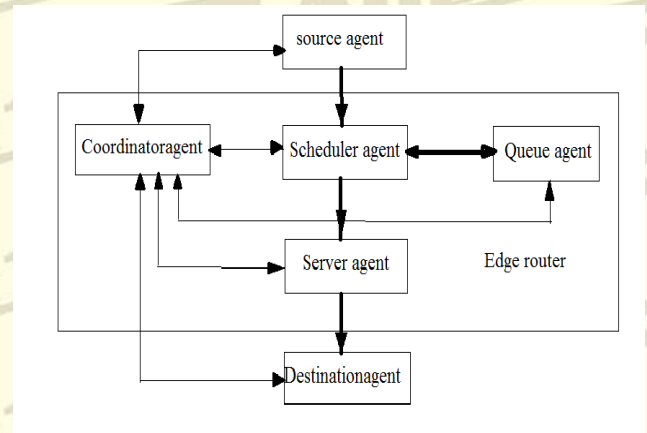 source agent
Coordinatoragent
Scheduler agent
Queue agent
Server agent
Edge router
Destinationagent